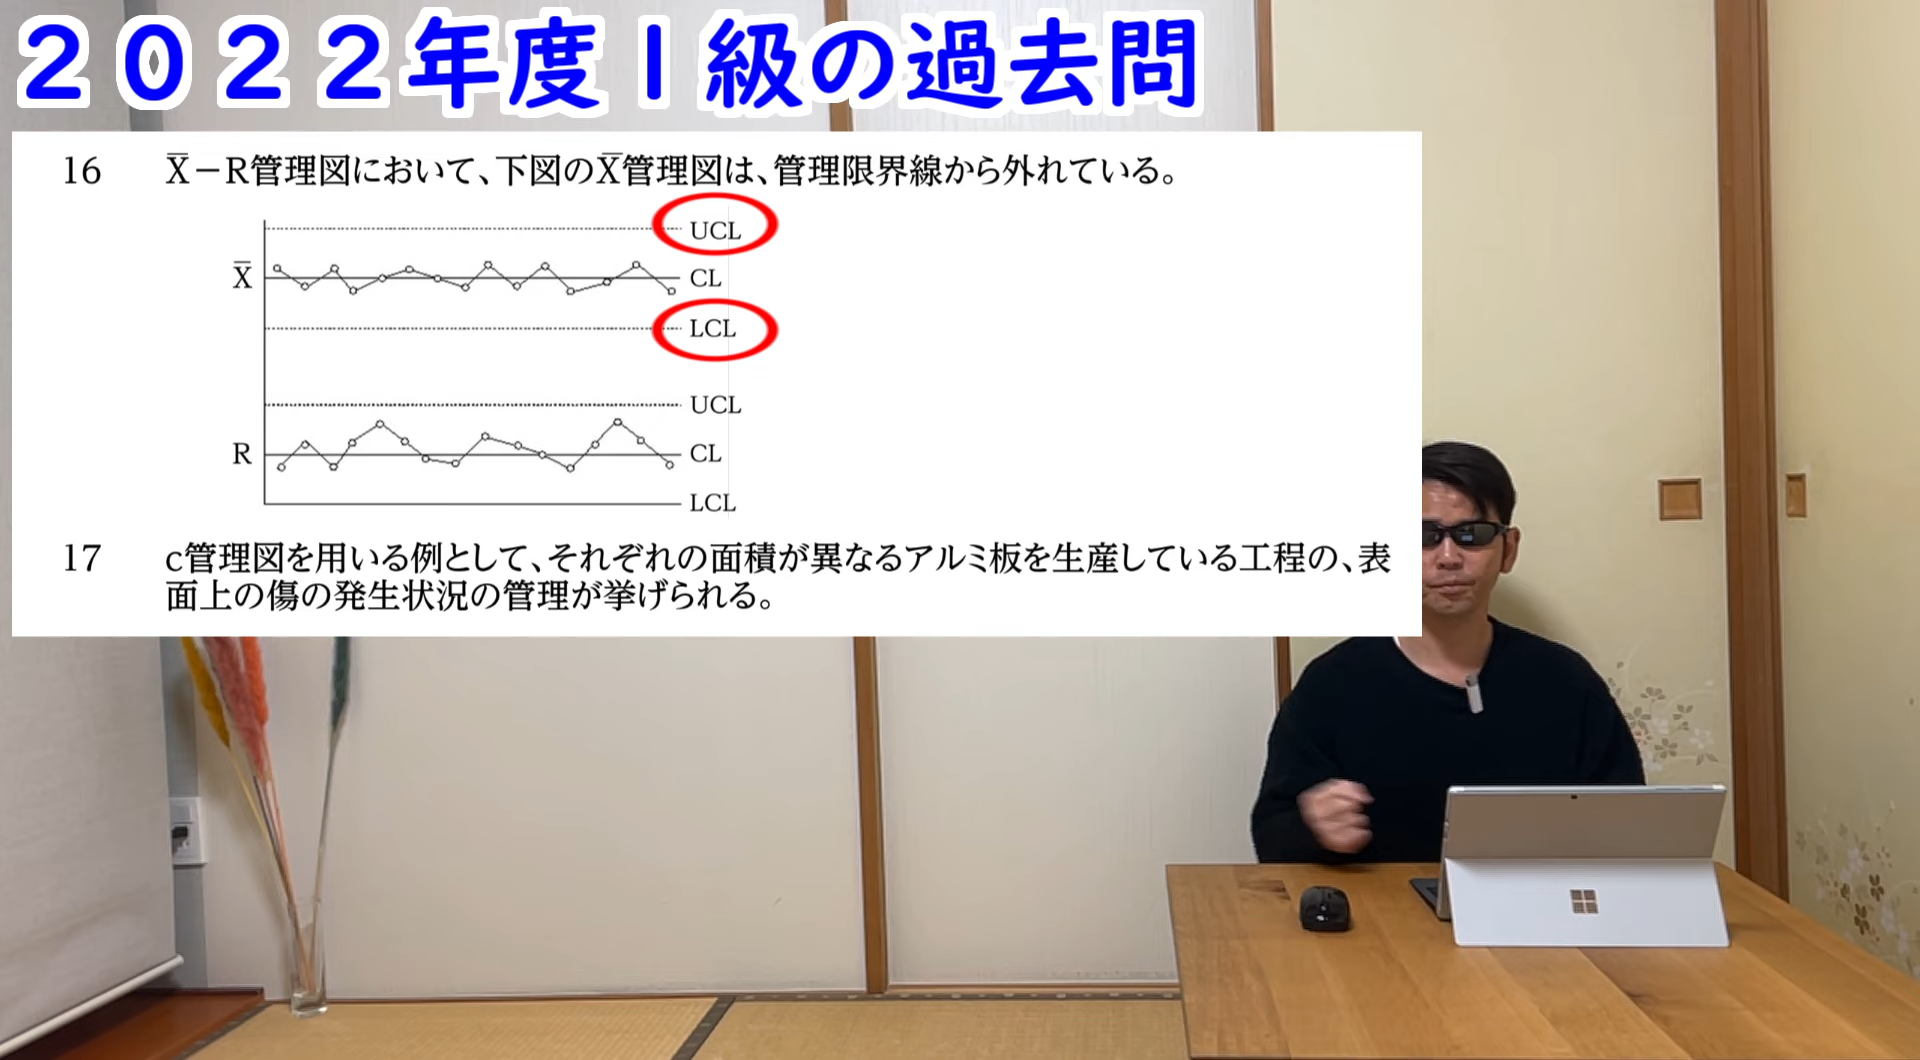 ２０２２年度１級の過去問
16 X̅－R管理図において、下図のX̅管理図は、管理限界線から外れている。
UCL
X̅ CL
LCL
UCL
R CL
LCL
17 c管理図を用いる例として、それぞれの面積が異なるアルミ板を生産している工程の、表
面上の傷の発生状況の管理が挙げられる。